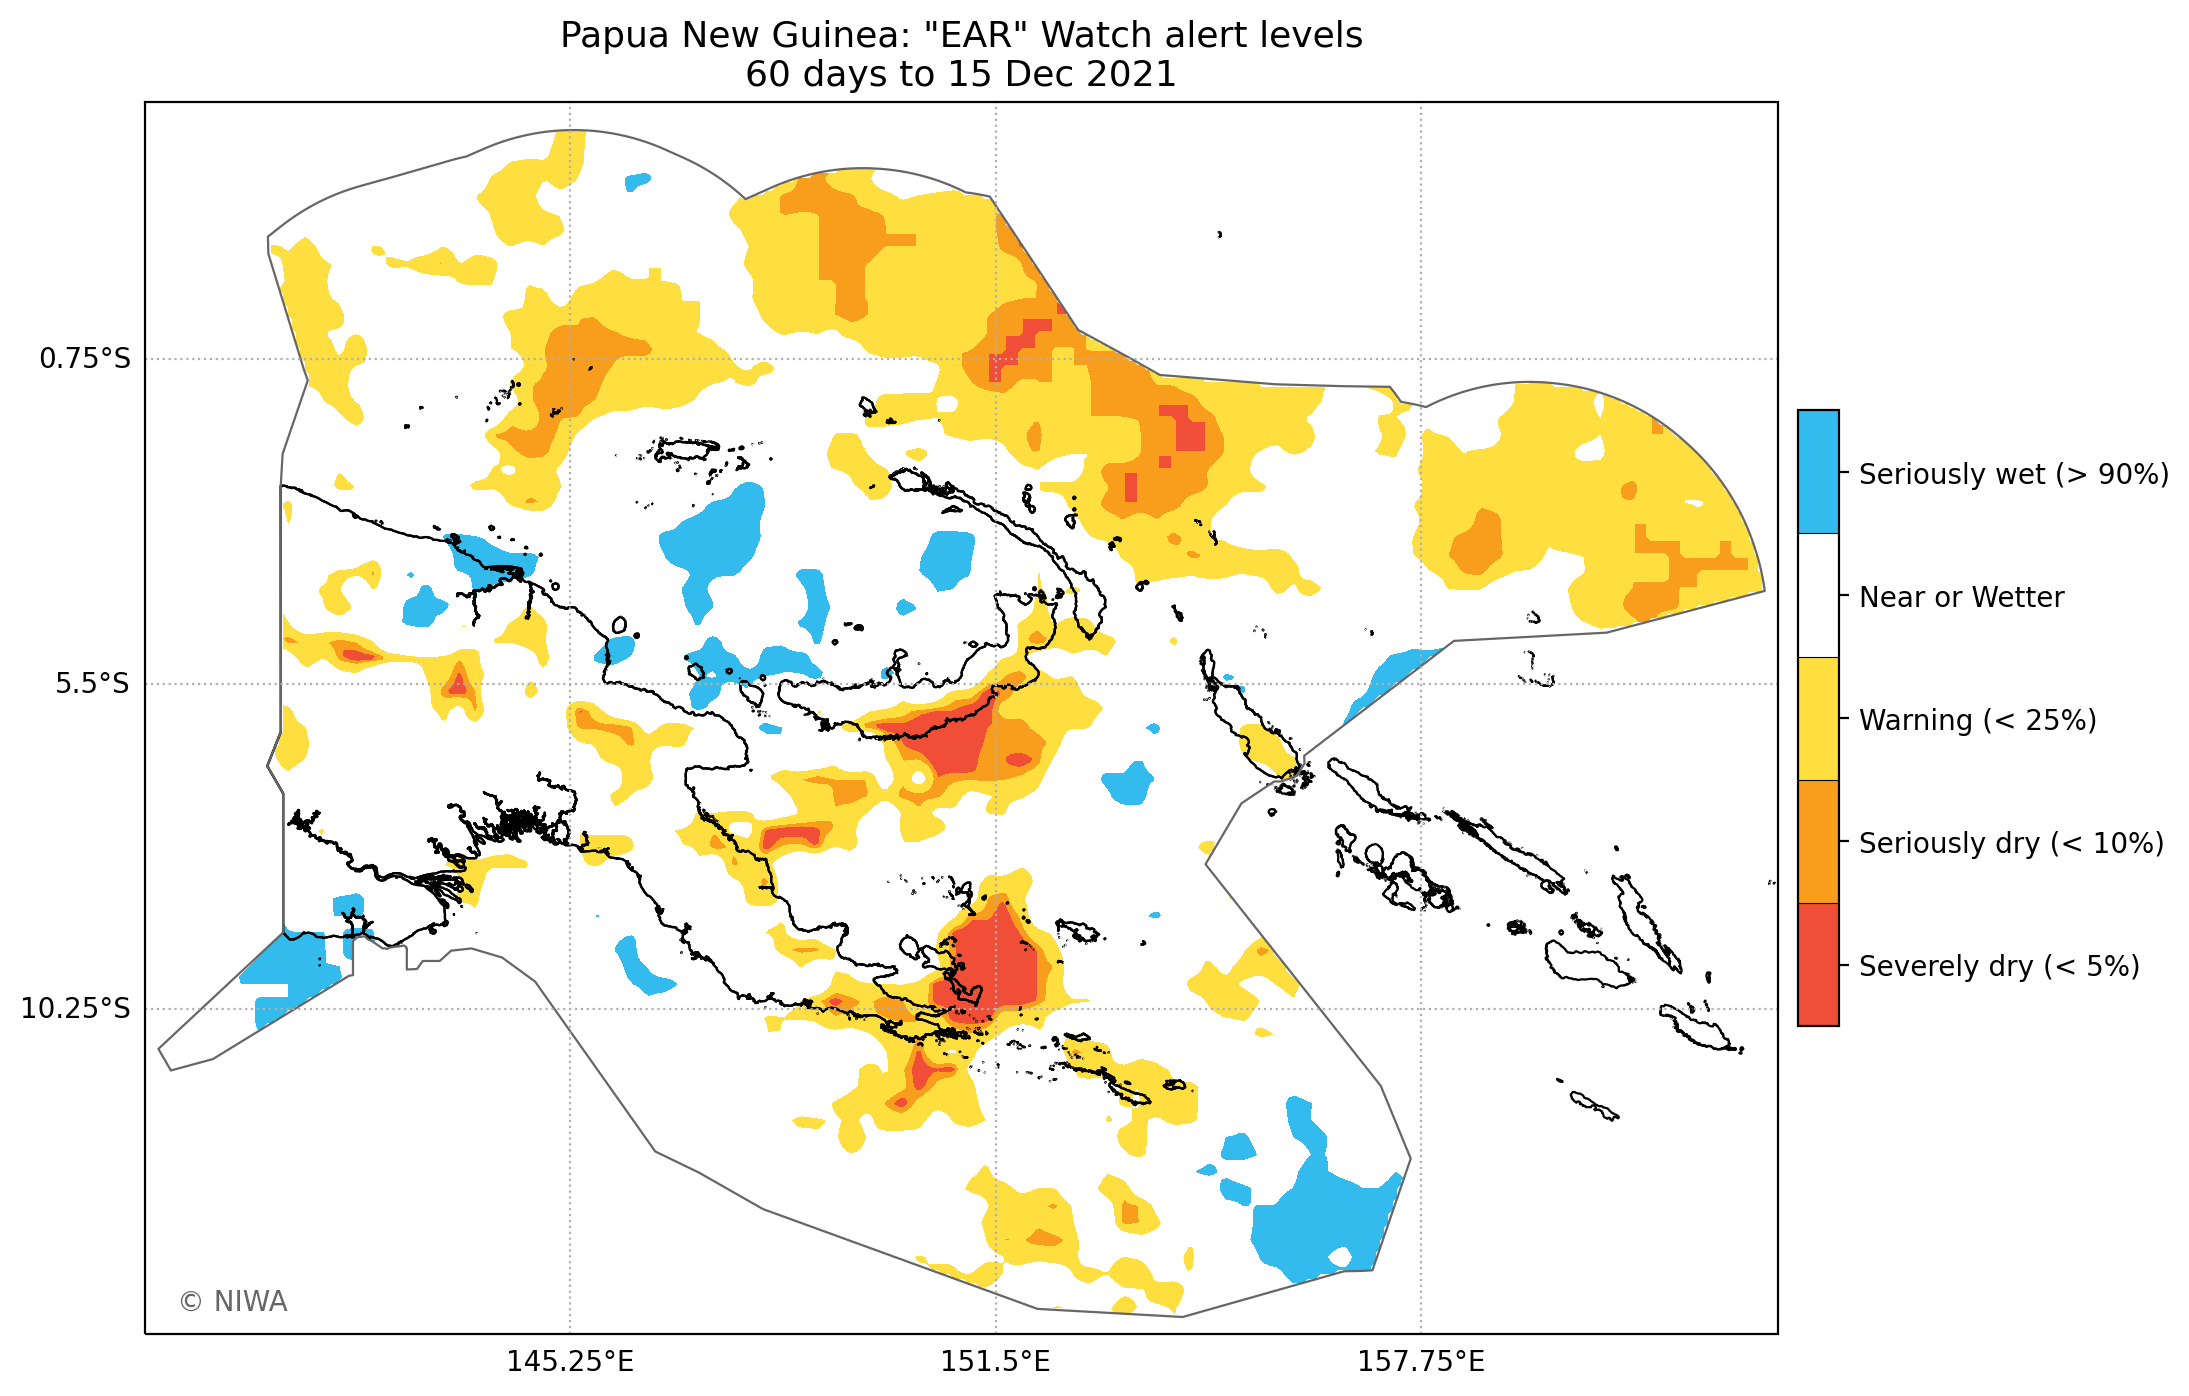 Papua New Guinea: "EAR" Watch alert levels
60 days to 15 Dec 2021
0.75°S
5.5°S
10.25°S
145.25°E
151.5°E
157.75°E
Seriously wet (> 90%)
Near or Wetter
Warning (< 25%)
Seriously dry (< 10%)
Severely dry (< 5%)
© NIWA